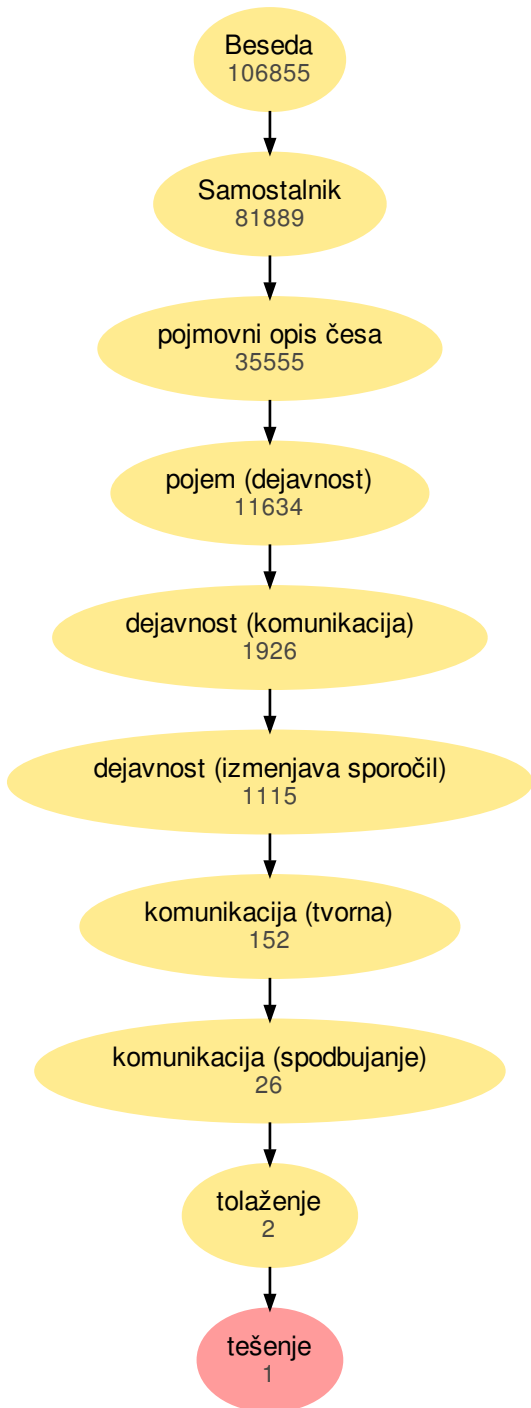 Beseda
106855
Samostalnik
81889
pojmovni opis česa
35555
pojem (dejavnost)
11634
dejavnost (komunikacija)
1926
dejavnost (izmenjava sporočil)
1115
komunikacija (tvorna)
152
komunikacija (spodbujanje)
26
tolaženje
2
tešenje
1